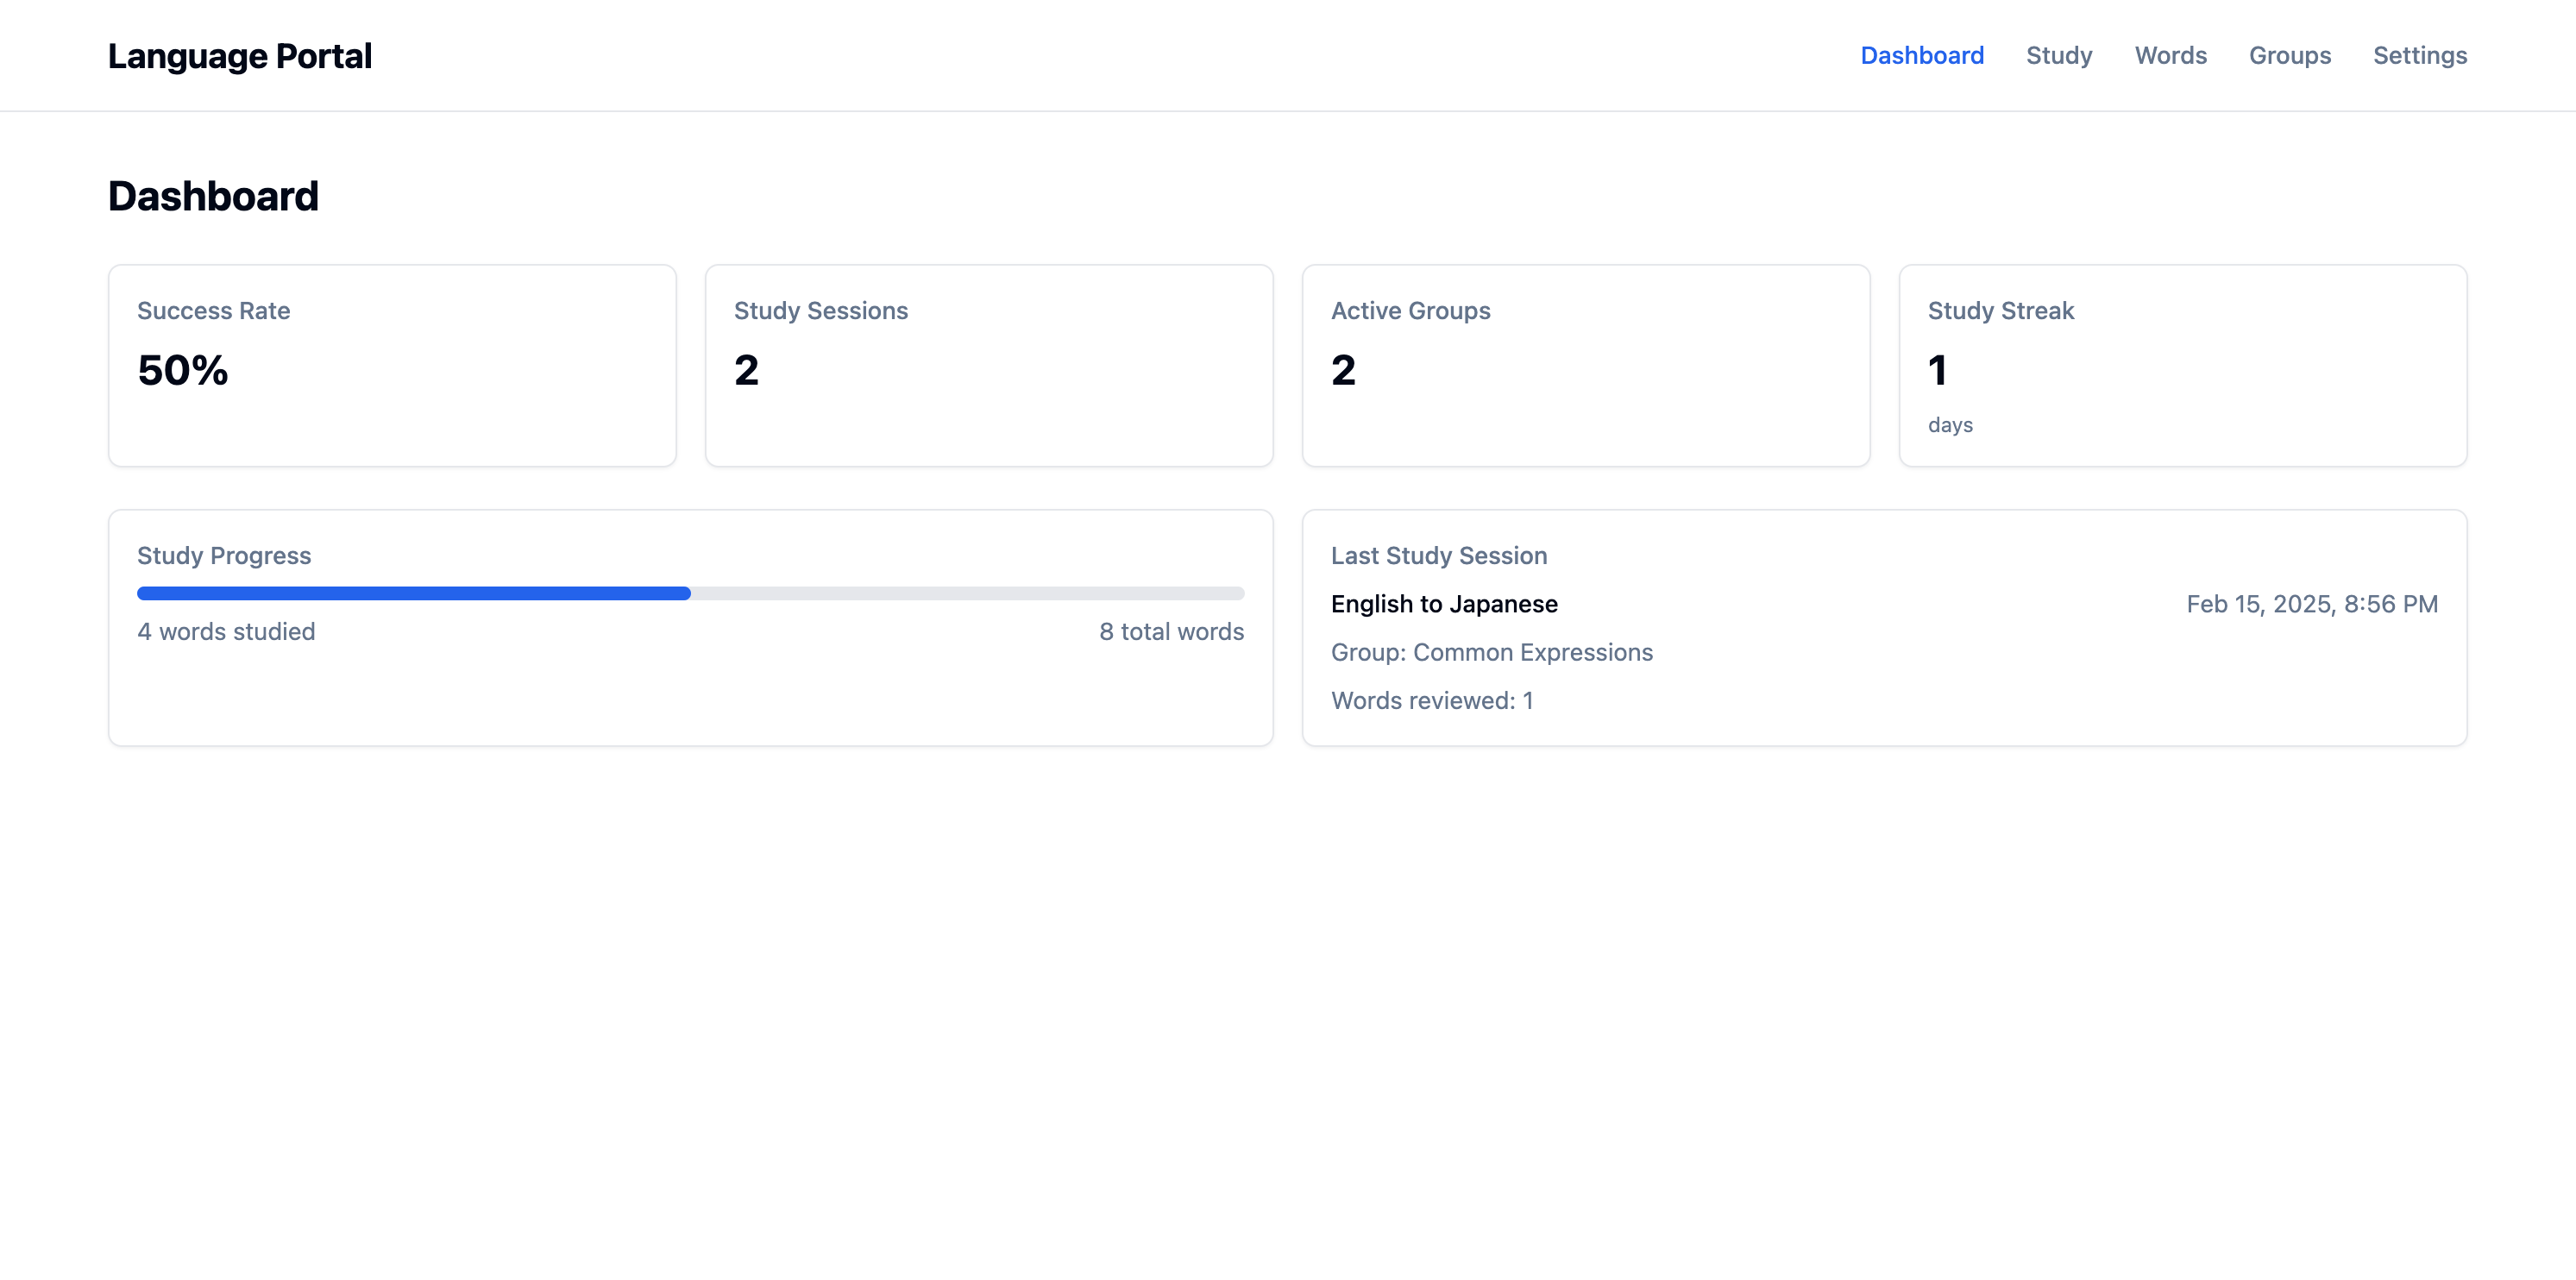 Language Portal
Dashboard Study Words Groups Settings
Dashboard
Success Rate
50%
Study Sessions
2
Active Groups
2
Study Streak
1
days
Study Progress
4 words studied 8 total words
Last Study Session
English to Japanese Feb 15, 2025, 8:56 PM
Group: Common Expressions
Words reviewed: 1